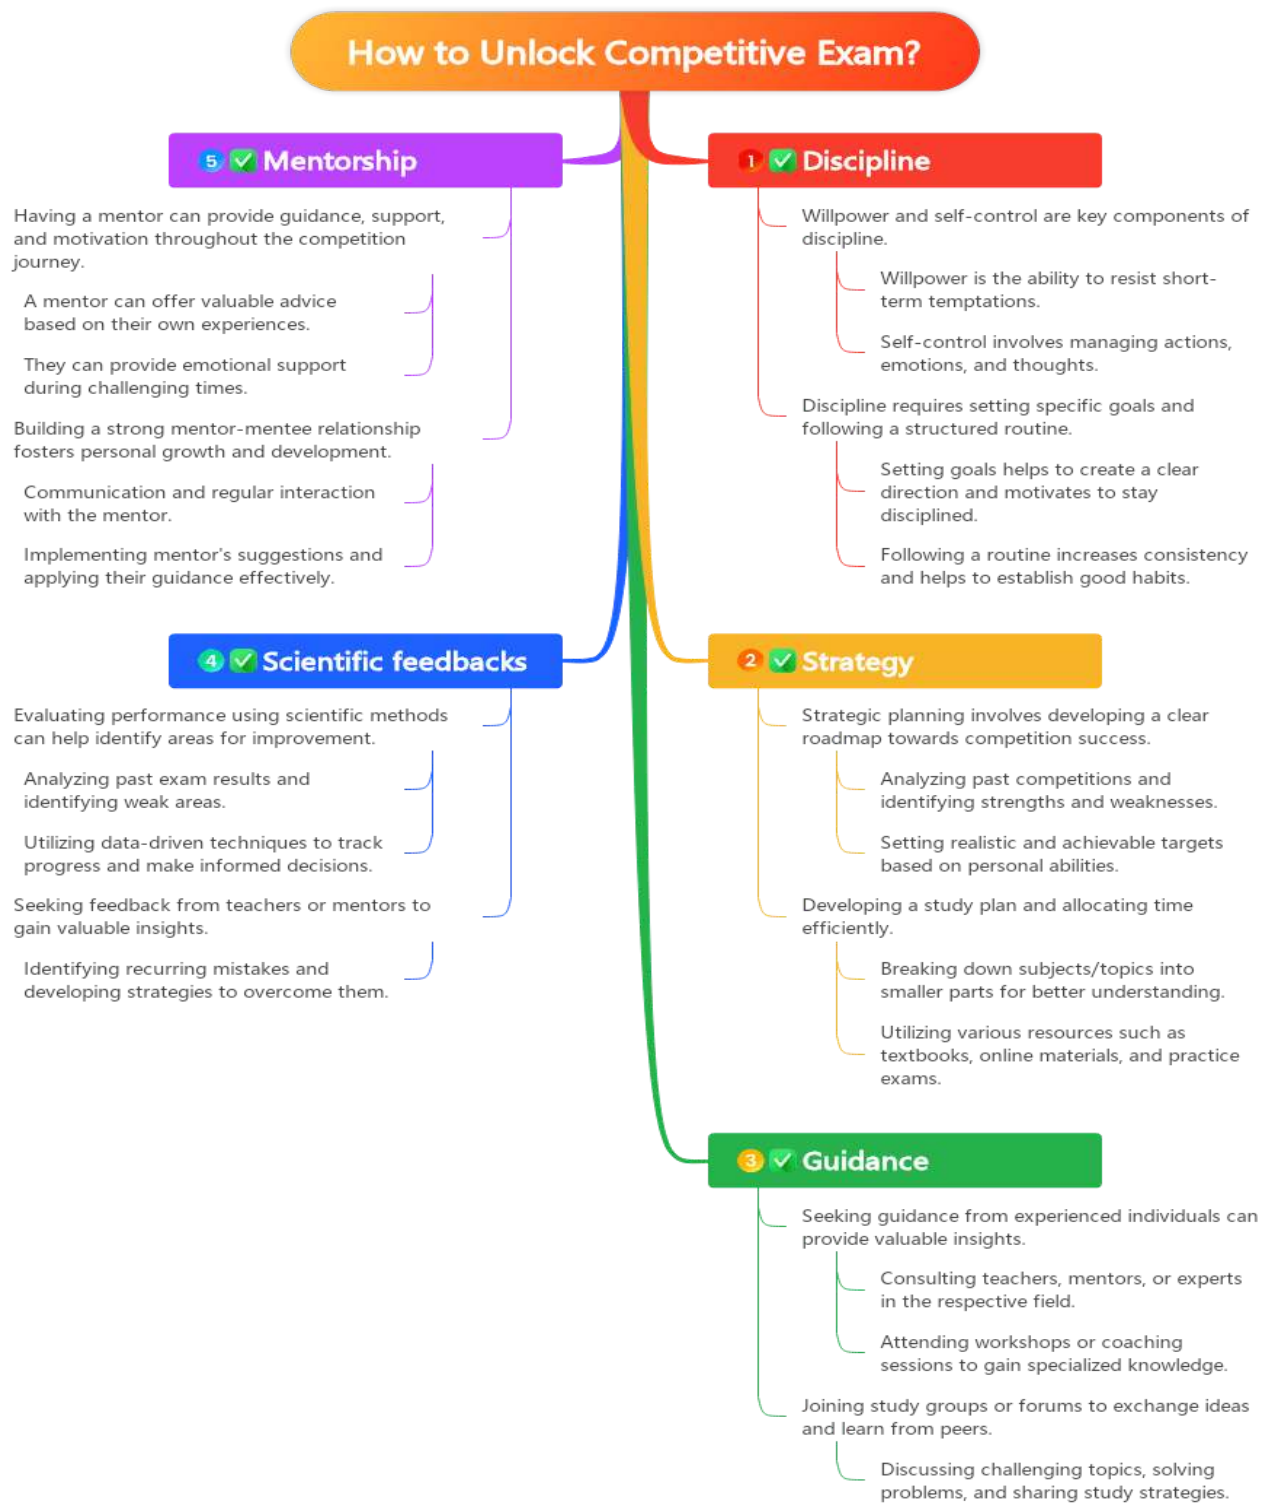 How to Unlock Competitive Exam?
1 Discipline
Willpower and self-control are key components of
discipline.
Willpower is the ability to resist short-
term temptations.
Self-control involves managing actions,
emotions, and thoughts.
Discipline requires setting specific goals and
following a structured routine.
Setting goals helps to create a clear
direction and motivates to stay
disciplined.
Following a routine increases consistency
and helps to establish good habits.
2 Strategy
Strategic planning involves developing a clear
roadmap towards competition success.
Analyzing past competitions and
identifying strengths and weaknesses.
Setting realistic and achievable targets
based on personal abilities.
Developing a study plan and allocating time
efficiently.
Breaking down subjects/topics into
smaller parts for better understanding.
Utilizing various resources such as
textbooks, online materials, and practice
exams.
3 Guidance
Seeking guidance from experienced individuals can
provide valuable insights.
Consulting teachers, mentors, or experts
in the respective field.
Attending workshops or coaching
sessions to gain specialized knowledge.
Joining study groups or forums to exchange ideas
and learn from peers.
Discussing challenging topics, solving
problems, and sharing study strategies.
4 Scientific feedbacks
Evaluating performance using scientific methods
can help identify areas for improvement.
Analyzing past exam results and
identifying weak areas.
Utilizing data-driven techniques to track
progress and make informed decisions.
Seeking feedback from teachers or mentors to
gain valuable insights.
Identifying recurring mistakes and
developing strategies to overcome them.
5 Mentorship
Having a mentor can provide guidance, support,
and motivation throughout the competition
journey.
A mentor can offer valuable advice
based on their own experiences.
They can provide emotional support
during challenging times.
Building a strong mentor-mentee relationship
fosters personal growth and development.
Communication and regular interaction
with the mentor.
Implementing mentor's suggestions and
applying their guidance effectively.